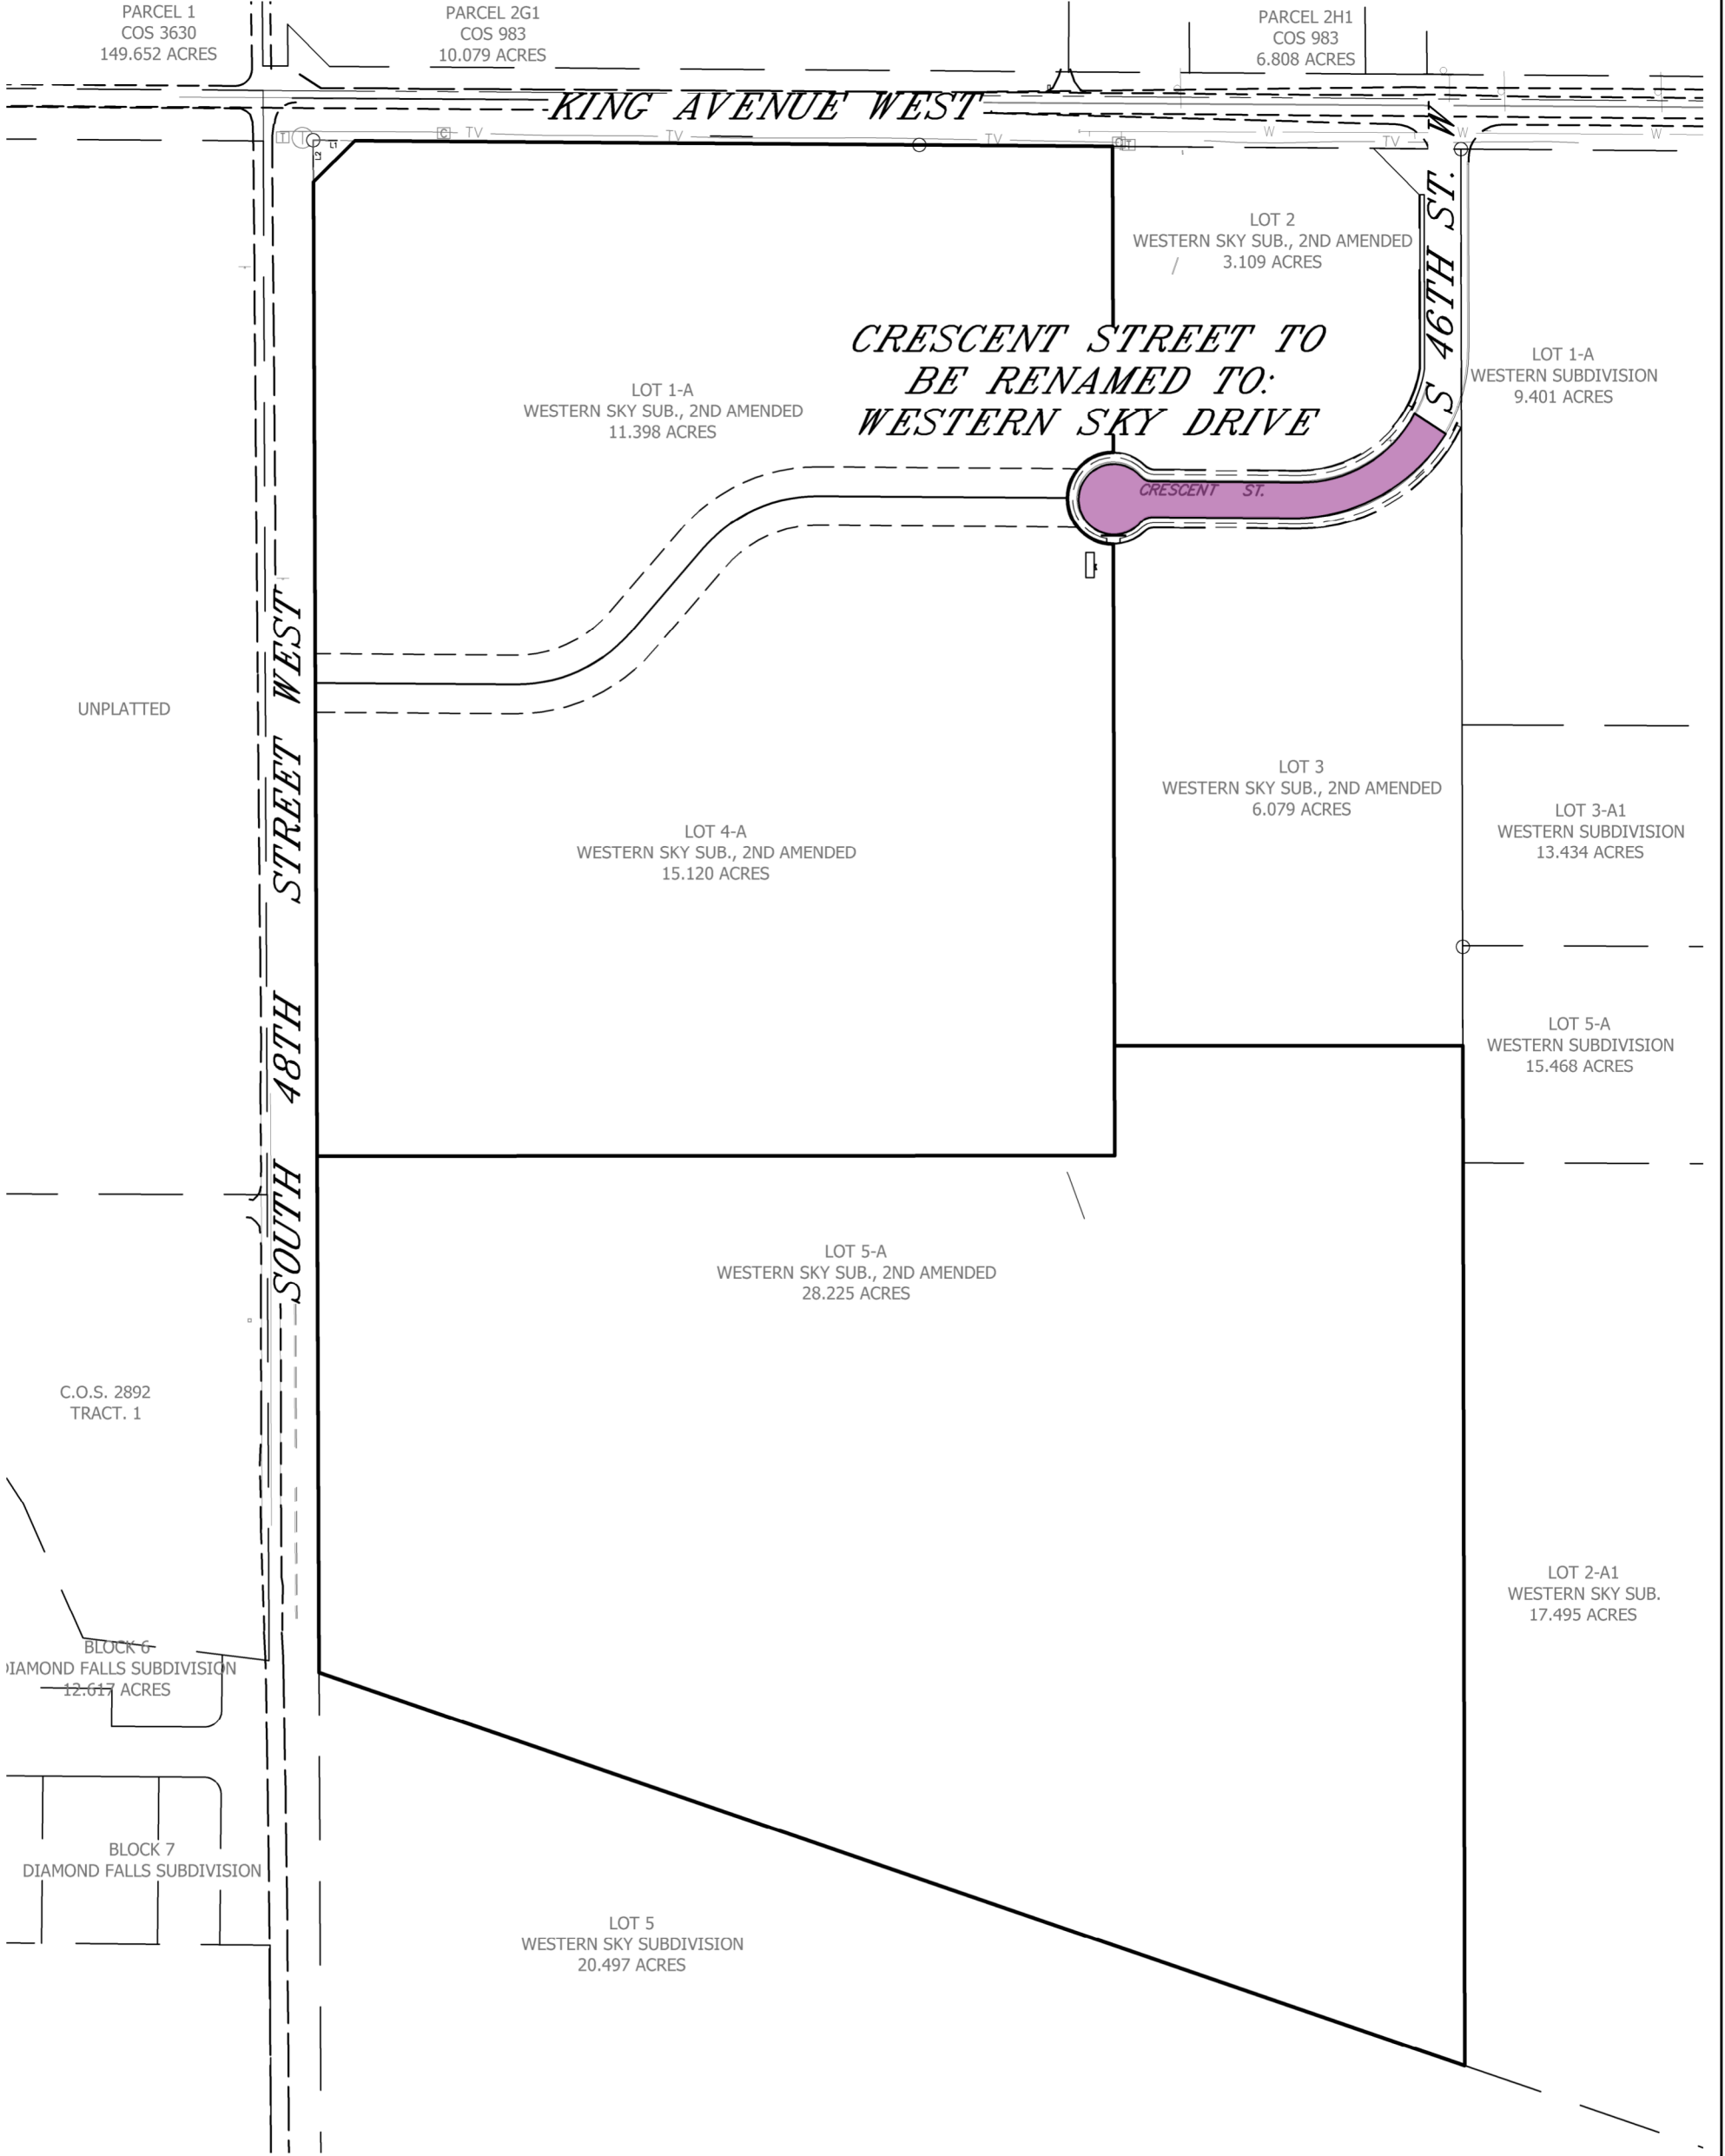 PARCEL 1
COS 3630
149.652 ACRES
PARCEL 2G1
COS 983
10.079 ACRES
PARCEL 2H1
COS 983
6.808 ACRES
KING AVENUE WEST
T
C
TV
TV
TV
W
TV
W
W
L1
L2
LOT 2
WESTERN SKY SUB., 2ND AMENDED
3.109 ACRES
S 46TH ST. W
CRESCENT STREET TO
BE RENAMED TO:
WESTERN SKY DRIVE
LOT 1-A
WESTERN SUBDIVISION
9.401 ACRES
LOT 1-A
WESTERN SKY SUB., 2ND AMENDED
11.398 ACRES
CRESCENT ST.
UNPLATTED
SOUTH 48TH STREET WEST
LOT 3
WESTERN SKY SUB., 2ND AMENDED
6.079 ACRES
LOT 3-A1
WESTERN SUBDIVISION
13.434 ACRES
LOT 4-A
WESTERN SKY SUB., 2ND AMENDED
15.120 ACRES
LOT 5-A
WESTERN SUBDIVISION
15.468 ACRES
LOT 5-A
WESTERN SKY SUB., 2ND AMENDED
28.225 ACRES
C.O.S. 2892
TRACT. 1
LOT 2-A1
WESTERN SKY SUB.
17.495 ACRES
BLOCK 6
DIAMOND FALLS SUBDIVISION
12.617 ACRES
BLOCK 7
DIAMOND FALLS SUBDIVISION
LOT 5
WESTERN SKY SUBDIVISION
20.497 ACRES